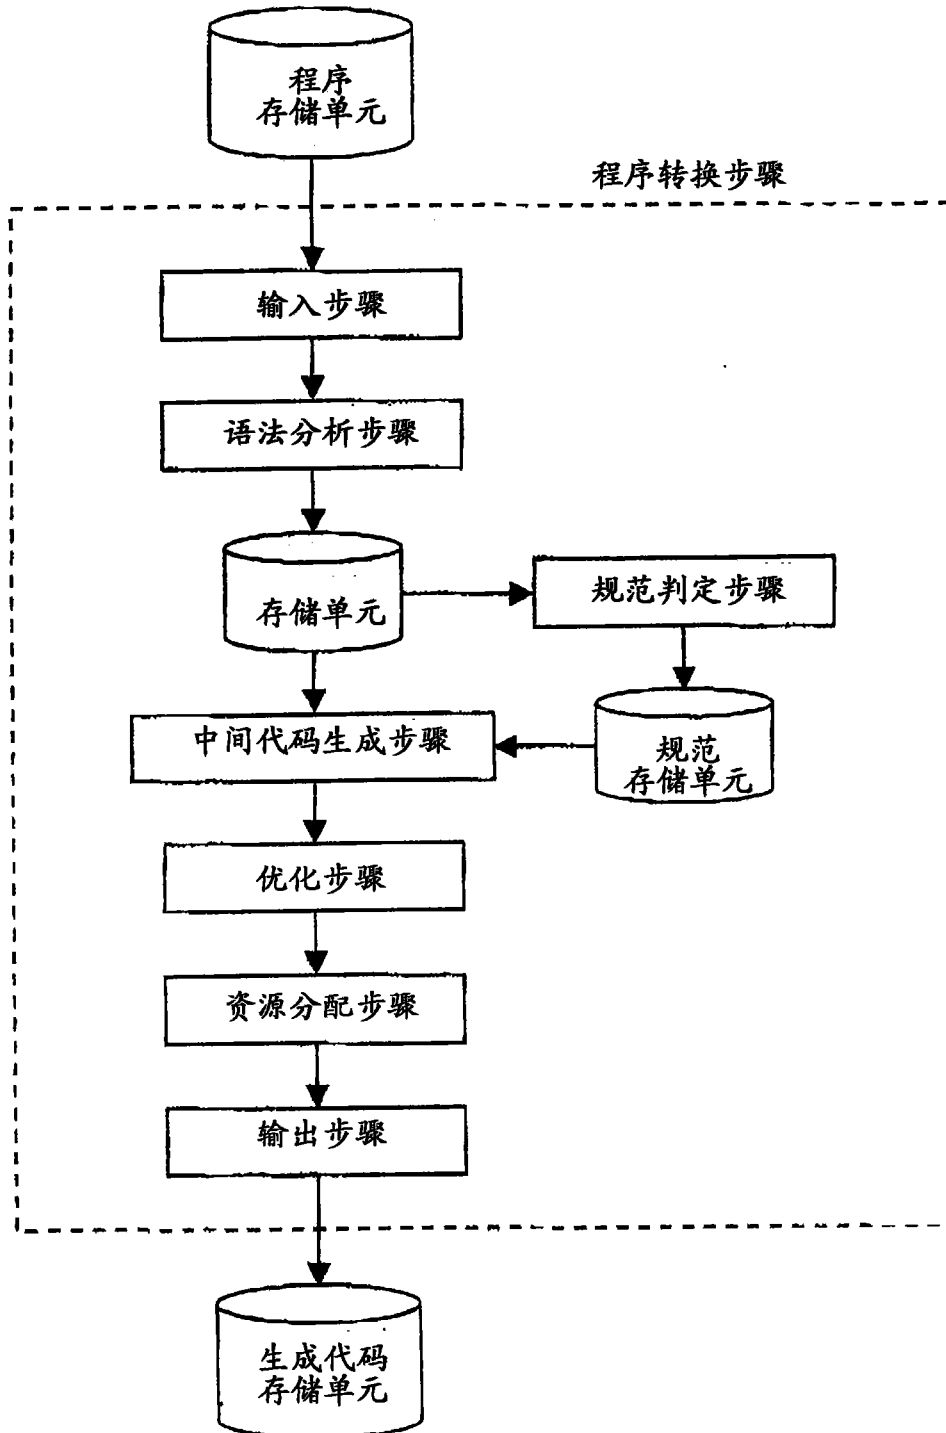 程序
存储单元
程序转换步骤
输入步骤
语法分析步骤
存储单元
规范判定步骤
中间代码生成步骤
规范
存储单元
优化步骤
资源分配步骤
输出步骤
生成代码
存储单元